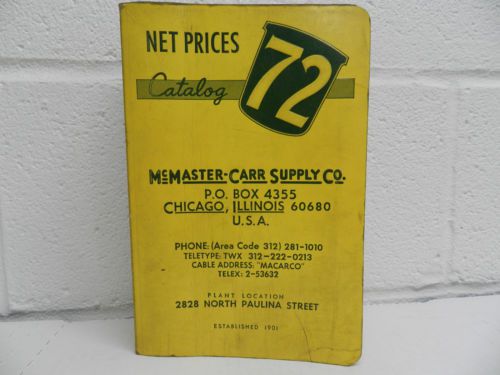 NET PRICES
Catalog 72
McMASTER-CARR SUPPLY CO.
P.O. BOX 4355
CHICAGO, ILLINOIS 60680
U.S.A.
PHONE: (Area Code 312) 281-1010
TELETYPE: TWX 312-222-0213
CABLE ADDRESS: "MACARCO"
TELEX: 2-53632
PLANT LOCATION
2828 NORTH PAULINA STREET
ESTABLISHED 1901